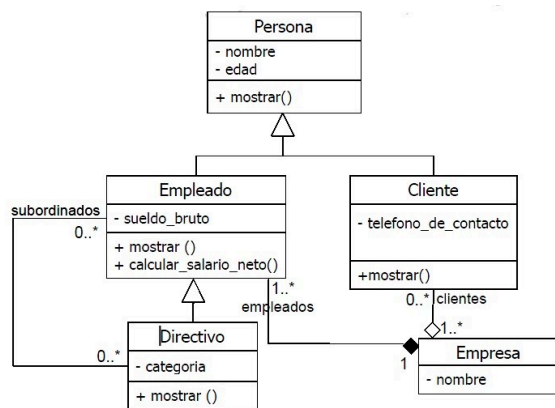 Persona
- nombre
- edad
+ mostrar()
Empleado
- sueldo_bruto
+ mostrar ()
+ calcular_salario_neto()
Cliente
- telefono_de_contacto
+mostrar()
subordinados
0..*
1..*
empleados
0..* clientes
1..*
Directivo
- categoria
+ mostrar ()
0..*
1
Empresa
- nombre